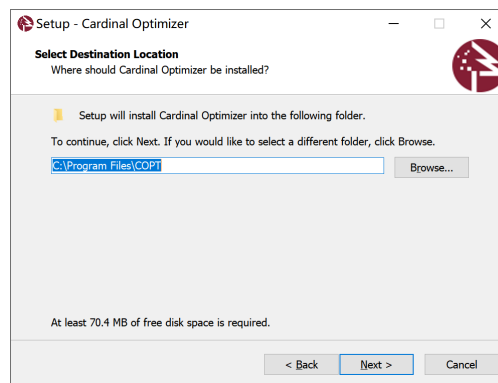 Setup - Cardinal Optimizer
Select Destination Location
Where should Cardinal Optimizer be installed?
Setup will install Cardinal Optimizer into the following folder.
To continue, click Next. If you would like to select a different folder, click Browse.
C:\Program Files\COPT
Browse...
At least 70.4 MB of free disk space is required.
< Back Next > Cancel